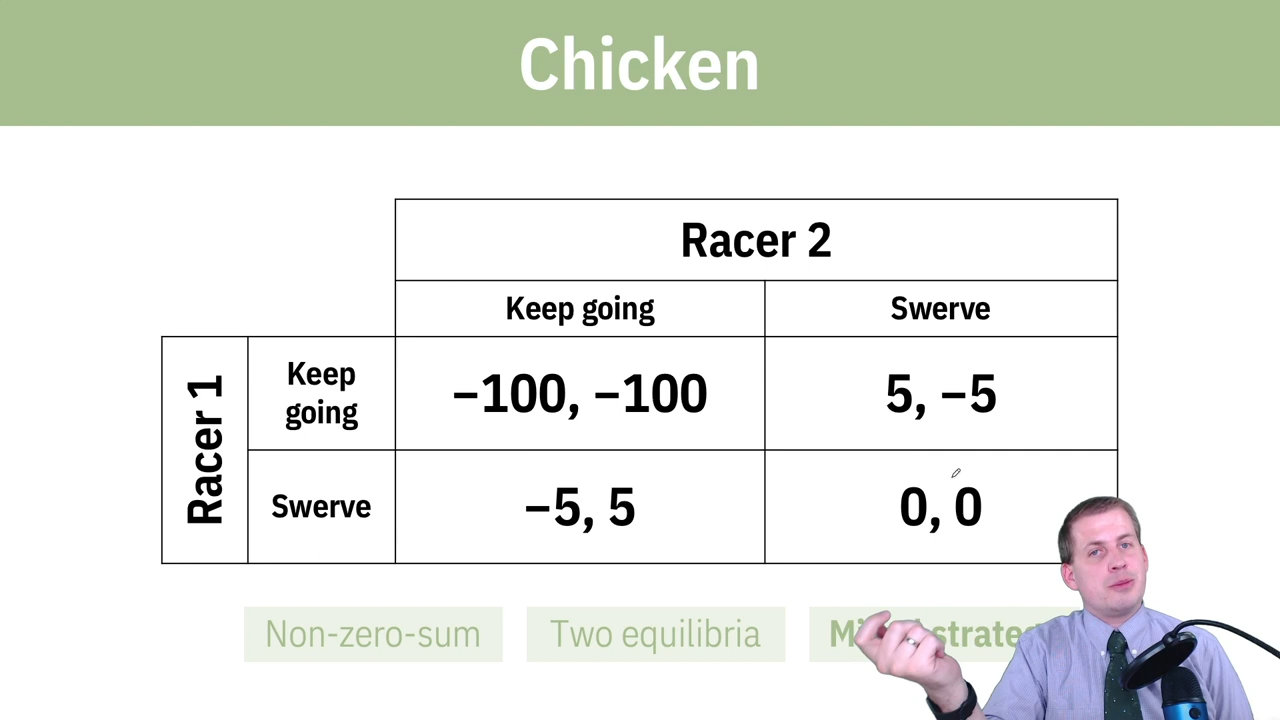 Chicken
Racer 2
Keep going
Swerve
Racer 1
Keep
going
−100, −100
5, −5
Swerve
−5, 5
0, 0
Non-zero-sum
Two equilibria